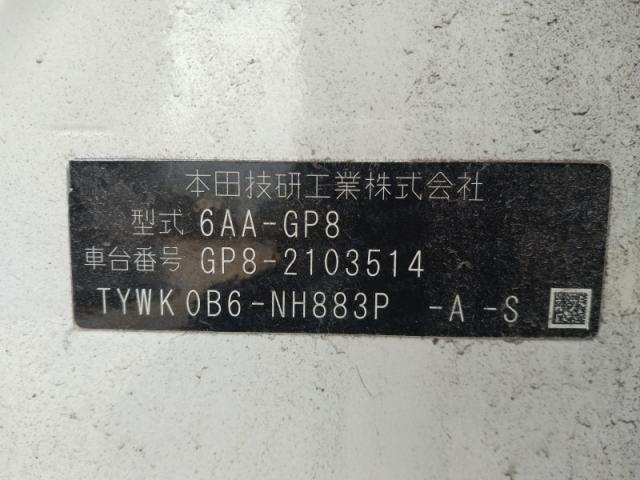 本田技研工業株式会社
型式 6AA-GP8
車台番号 GP8-2103514
TYWK0B6-NH883P -A -S